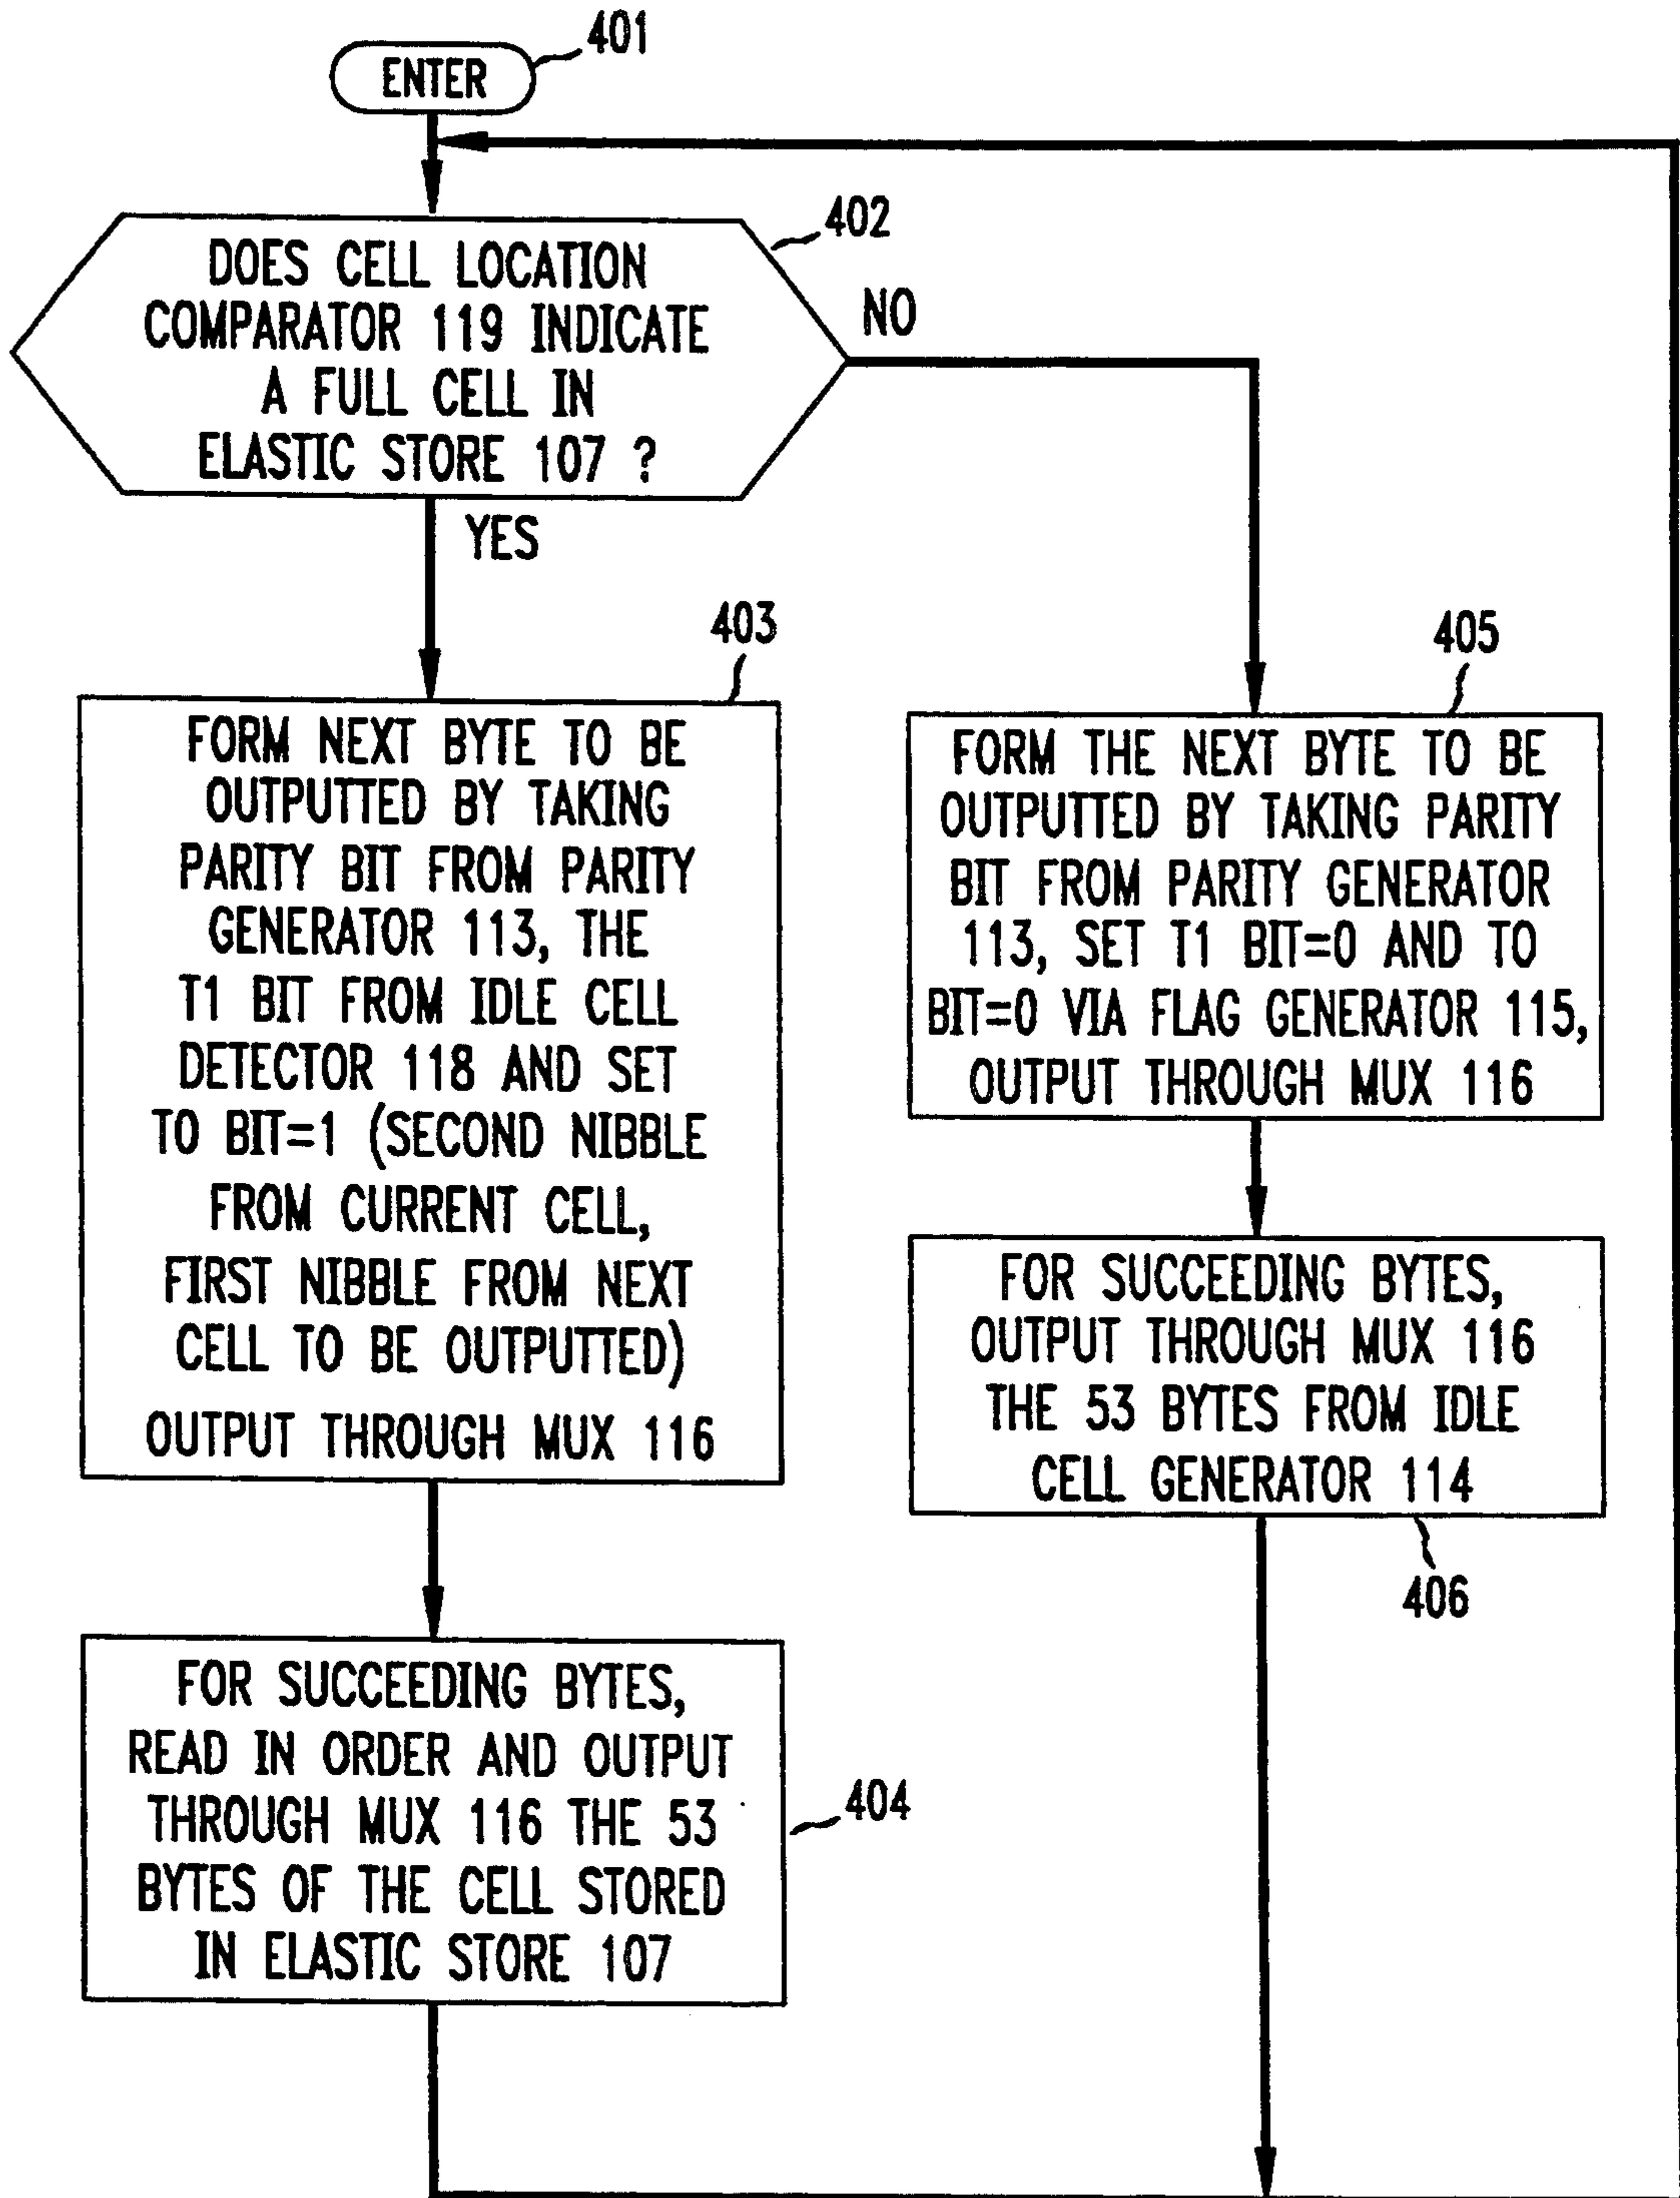 401
ENTER
402
DOES CELL LOCATION
COMPARATOR 119 INDICATE
A FULL CELL IN
ELASTIC STORE 107 ?
NO
YES
403
FORM NEXT BYTE TO BE
OUTPUTTED BY TAKING
PARITY BIT FROM PARITY
GENERATOR 113, THE
T1 BIT FROM IDLE CELL
DETECTOR 118 AND SET
TO BIT=1 (SECOND NIBBLE
FROM CURRENT CELL,
FIRST NIBBLE FROM NEXT
CELL TO BE OUTPUTTED)
OUTPUT THROUGH MUX 116
405
FORM THE NEXT BYTE TO BE
OUTPUTTED BY TAKING PARITY
BIT FROM PARITY GENERATOR
113, SET T1 BIT=0 AND TO
BIT=0 VIA FLAG GENERATOR 115,
OUTPUT THROUGH MUX 116
FOR SUCCEEDING BYTES,
OUTPUT THROUGH MUX 116
THE 53 BYTES FROM IDLE
CELL GENERATOR 114
406
FOR SUCCEEDING BYTES,
READ IN ORDER AND OUTPUT
THROUGH MUX 116 THE 53
BYTES OF THE CELL STORED
IN ELASTIC STORE 107
404